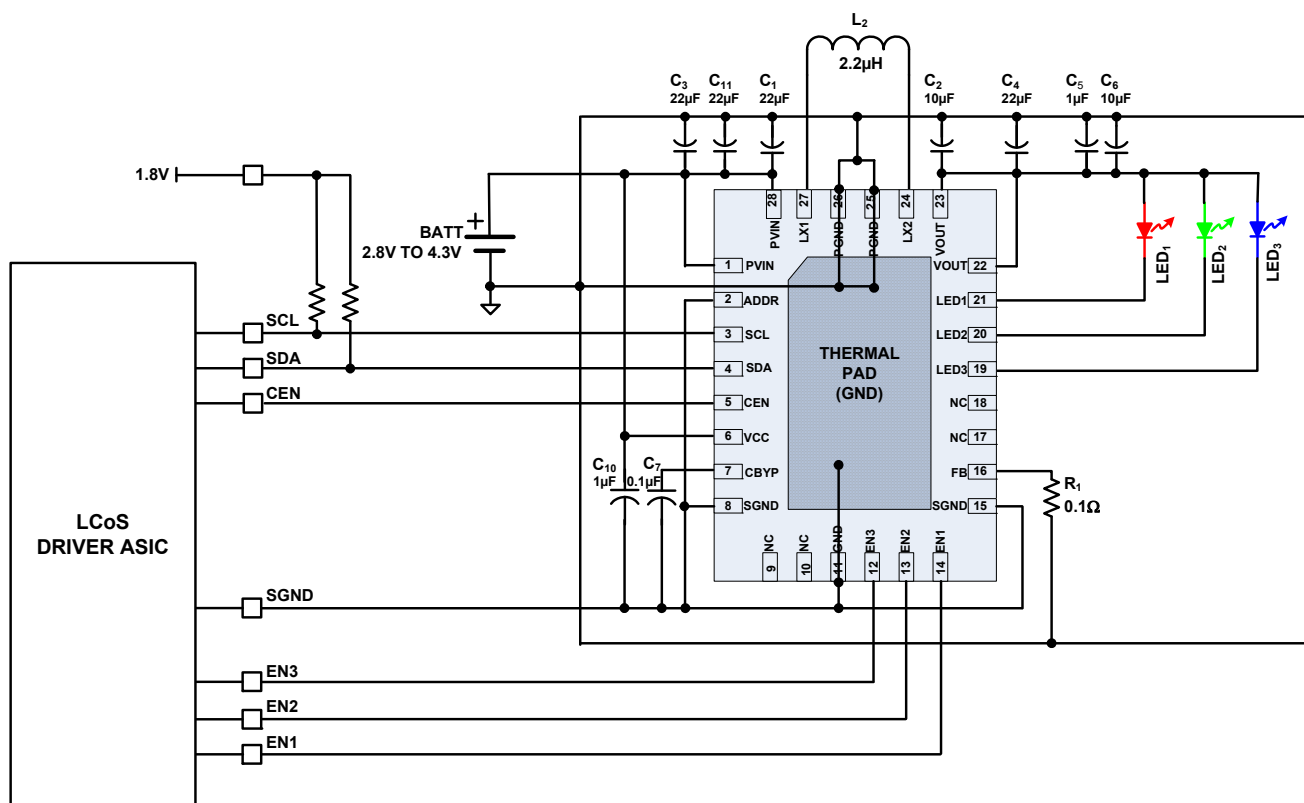 L₂
2.2µH
C₃
22µF
C₁₁
22µF
C₁
22µF
C₂
10µF
C₄
22µF
C₅
1µF
C₆
10µF
1.8V
+
BATT
2.8V TO 4.3V
28
PVIN
27
LX1
26
PGND
25
PGND
24
LX2
23
VOUT
1
PVIN
2
ADDR
3
SCL
4
SDA
5
CEN
6
VCC
7
CBYP
8
SGND
VOUT
22
LED1
21
LED2
20
LED3
19
NC
18
NC
17
FB
16
SGND
15
THERMAL
PAD
(GND)
NC
9
NC
10
GND
11
EN3
12
EN2
13
EN1
14
LED₁
LED₂
LED₃
R₁
0.1Ω
C₁₀
1µF
C₇
0.1µF
SCL
SDA
CEN
LCoS
DRIVER ASIC
SGND
EN3
EN2
EN1